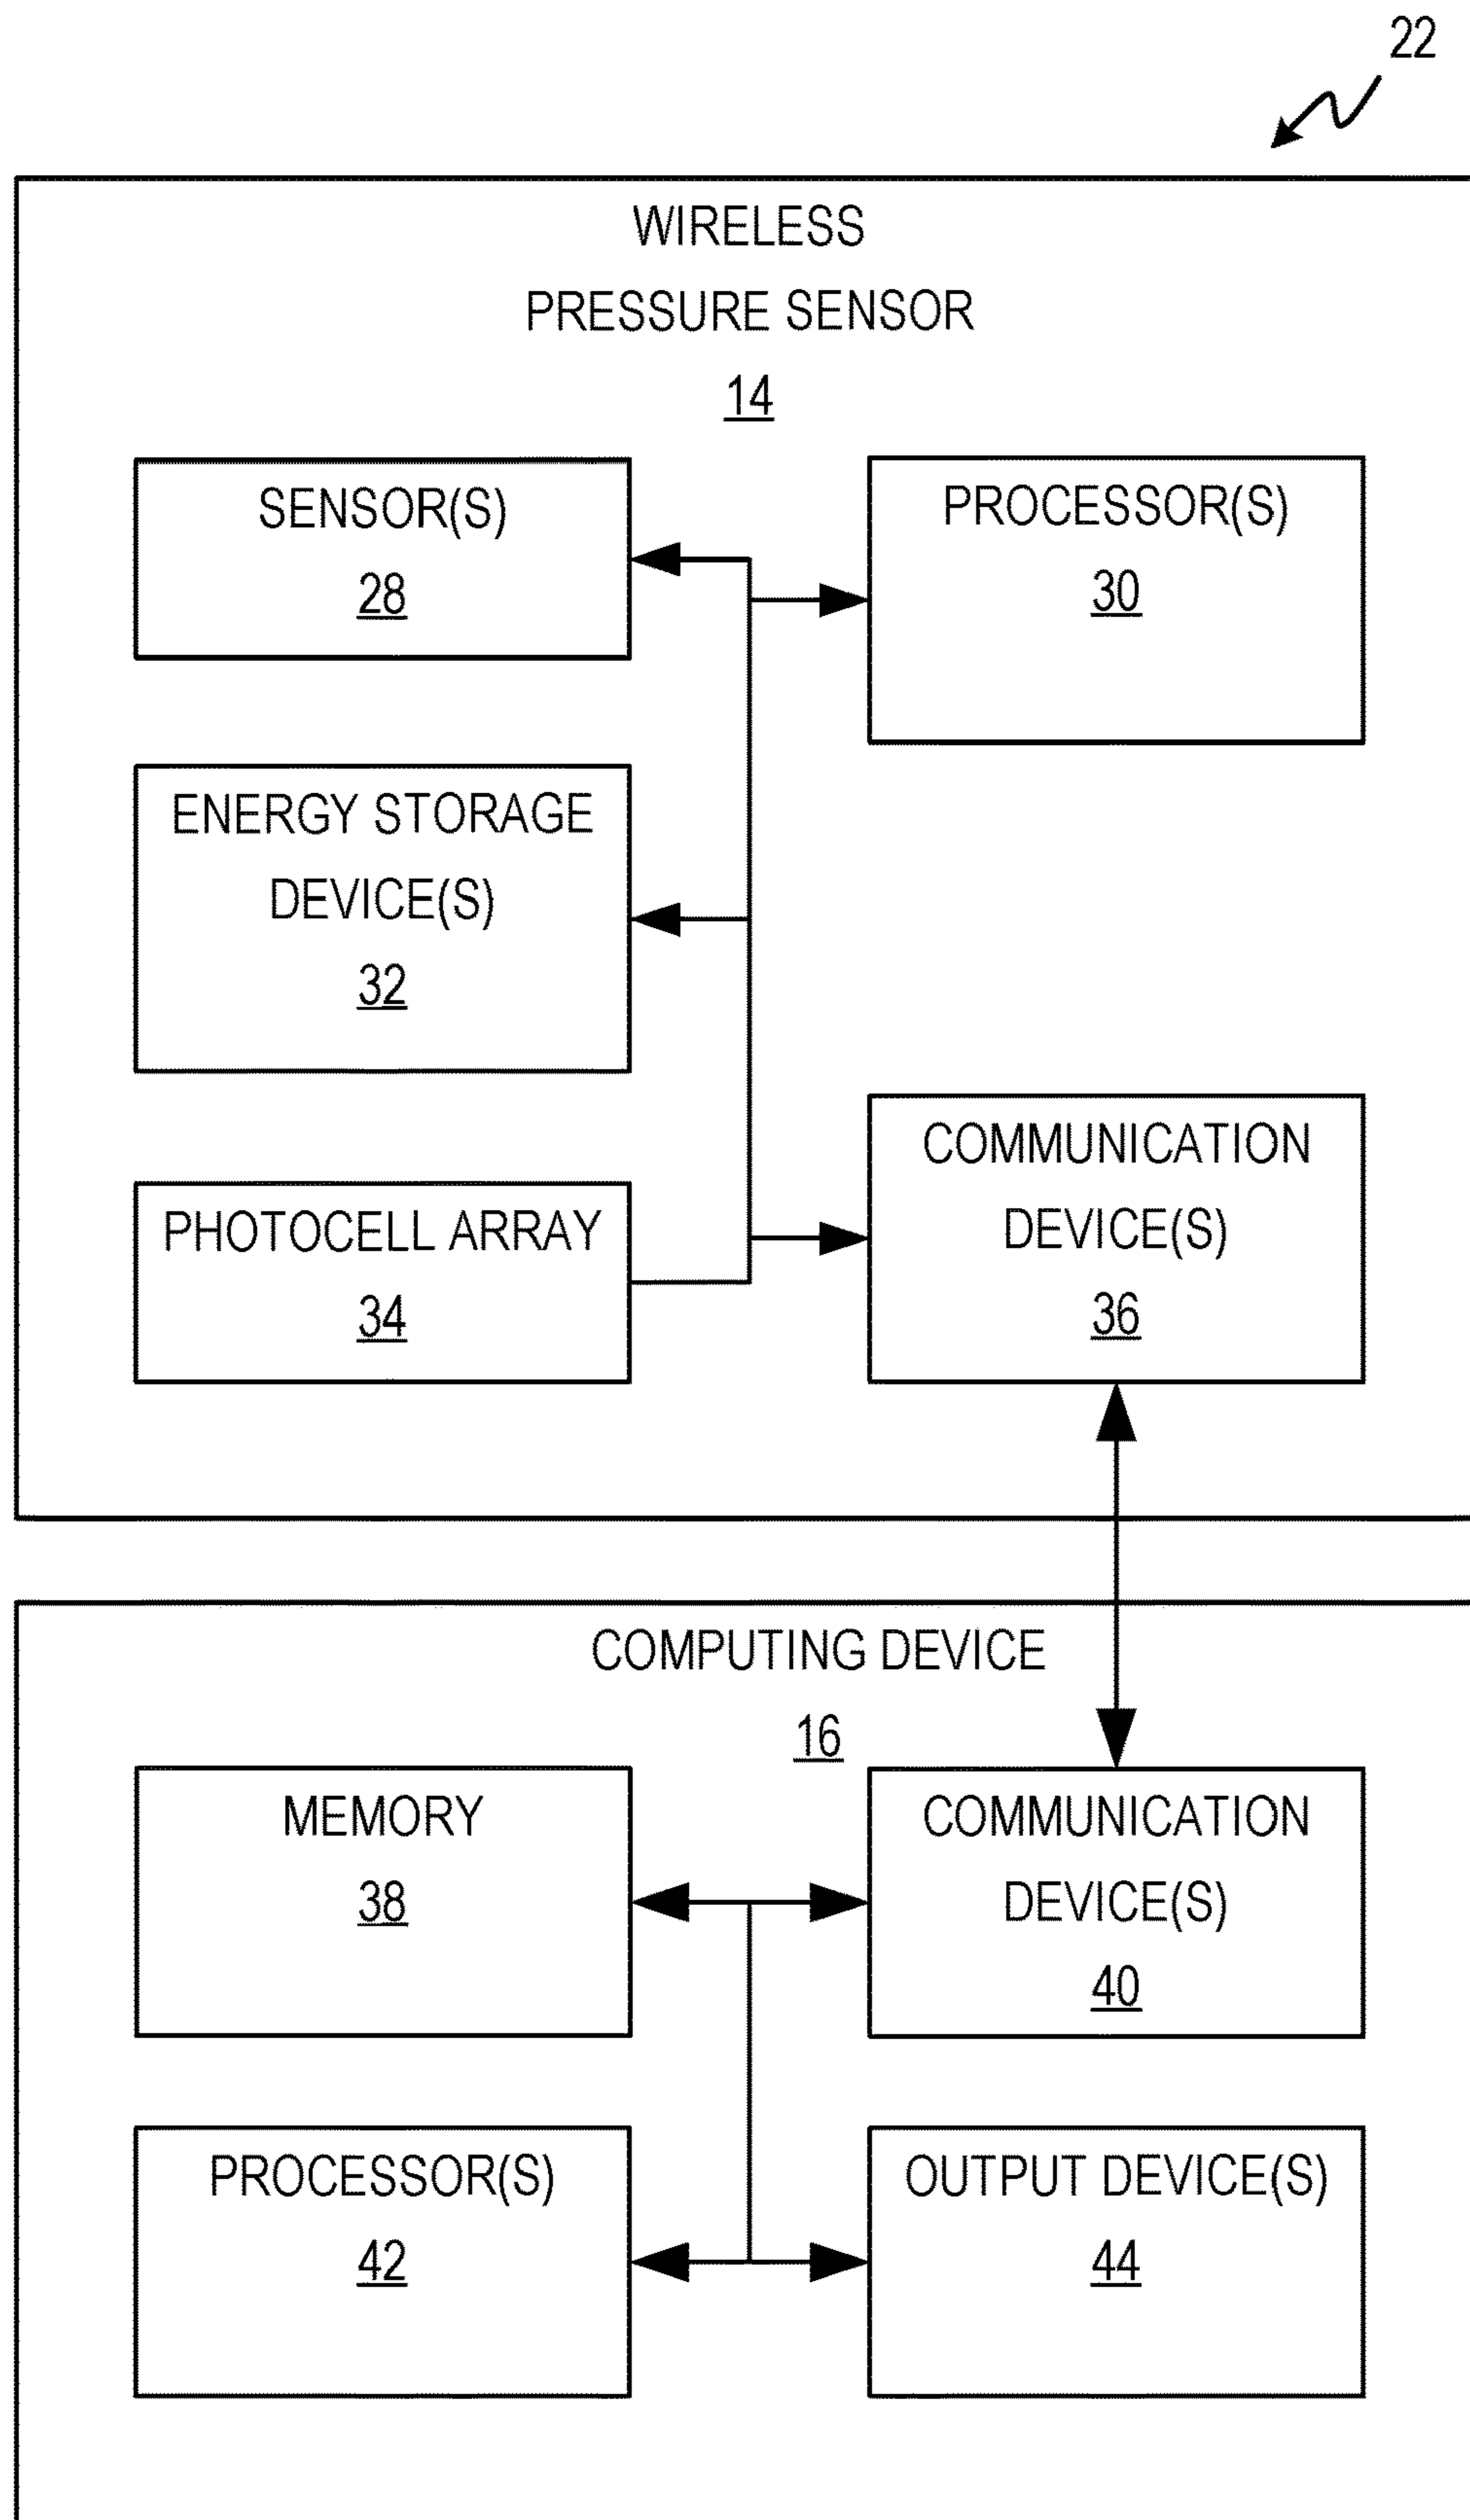 22
WIRELESS
PRESSURE SENSOR
14
SENSOR(S)
28
PROCESSOR(S)
30
ENERGY STORAGE
DEVICE(S)
32
PHOTOCELL ARRAY
34
COMMUNICATION
DEVICE(S)
36
COMPUTING DEVICE
16
MEMORY
38
COMMUNICATION
DEVICE(S)
40
PROCESSOR(S)
42
OUTPUT DEVICE(S)
44